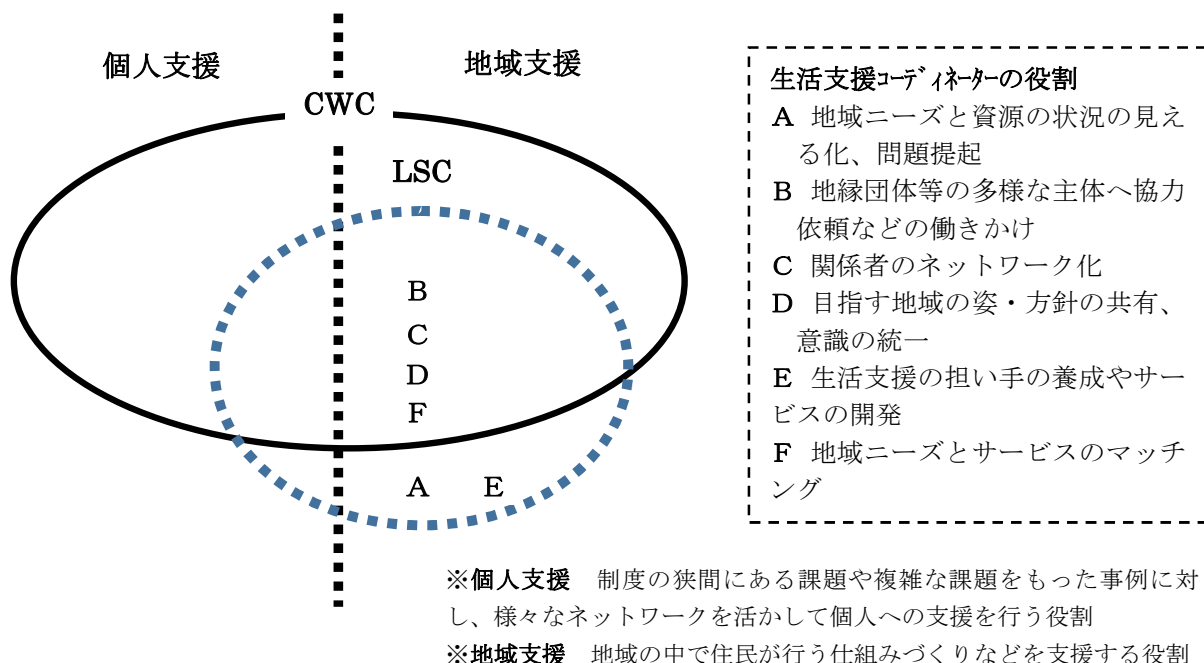 個人支援
地域支援
CWC
LSC
B
C
D
F
A E
生活支援ｺｰﾃﾞｨﾈｰﾀｰの役割
A 地域ニーズと資源の状況の見え
る化、問題提起
B 地縁団体等の多様な主体へ協力
依頼などの働きかけ
C 関係者のネットワーク化
D 目指す地域の姿・方針の共有、
意識の統一
E 生活支援の担い手の養成やサー
ビスの開発
F 地域ニーズとサービスのマッチ
ング
※個人支援 制度の狭間にある課題や複雑な課題をもった事例に対
し、様々なネットワークを活かして個人への支援を行う役割
※地域支援 地域の中で住民が行う仕組みづくりなどを支援する役割